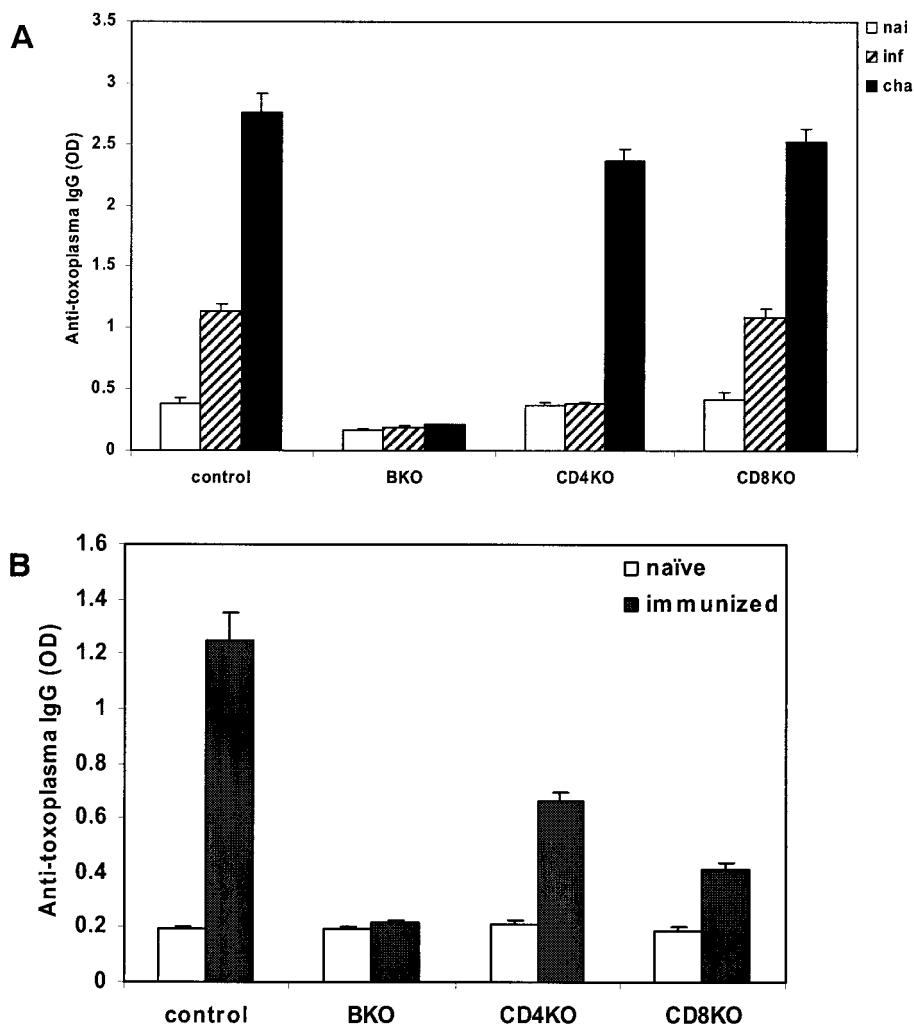 A
Anti-toxoplasma IgG (OD)
3.5
3
2.5
2
1.5
1
0.5
0
nai
inf
cha
control BKO CD4KO CD8KO
B
Anti-toxoplasma IgG (OD)
1.6
1.4
1.2
1
0.8
0.6
0.4
0.2
0
naïve
immunized
control BKO CD4KO CD8KO